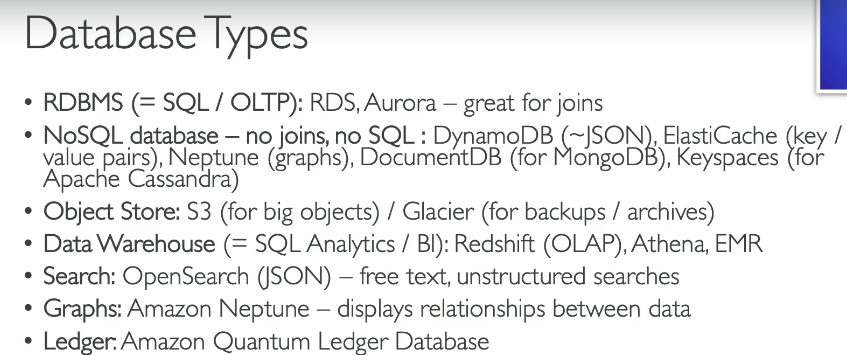 Database Types
• RDBMS (= SQL / OLTP): RDS, Aurora – great for joins
• NoSQL database – no joins, no SQL : DynamoDB (~JSON), ElastiCache (key /
value pairs), Neptune (graphs), DocumentDB (for MongoDB), Keyspaces (for
Apache Cassandra)
• Object Store: S3 (for big objects) / Glacier (for backups / archives)
• Data Warehouse (= SQL Analytics / BI): Redshift (OLAP), Athena, EMR
• Search: OpenSearch (JSON) – free text, unstructured searches
• Graphs: Amazon Neptune – displays relationships between data
• Ledger: Amazon Quantum Ledger Database